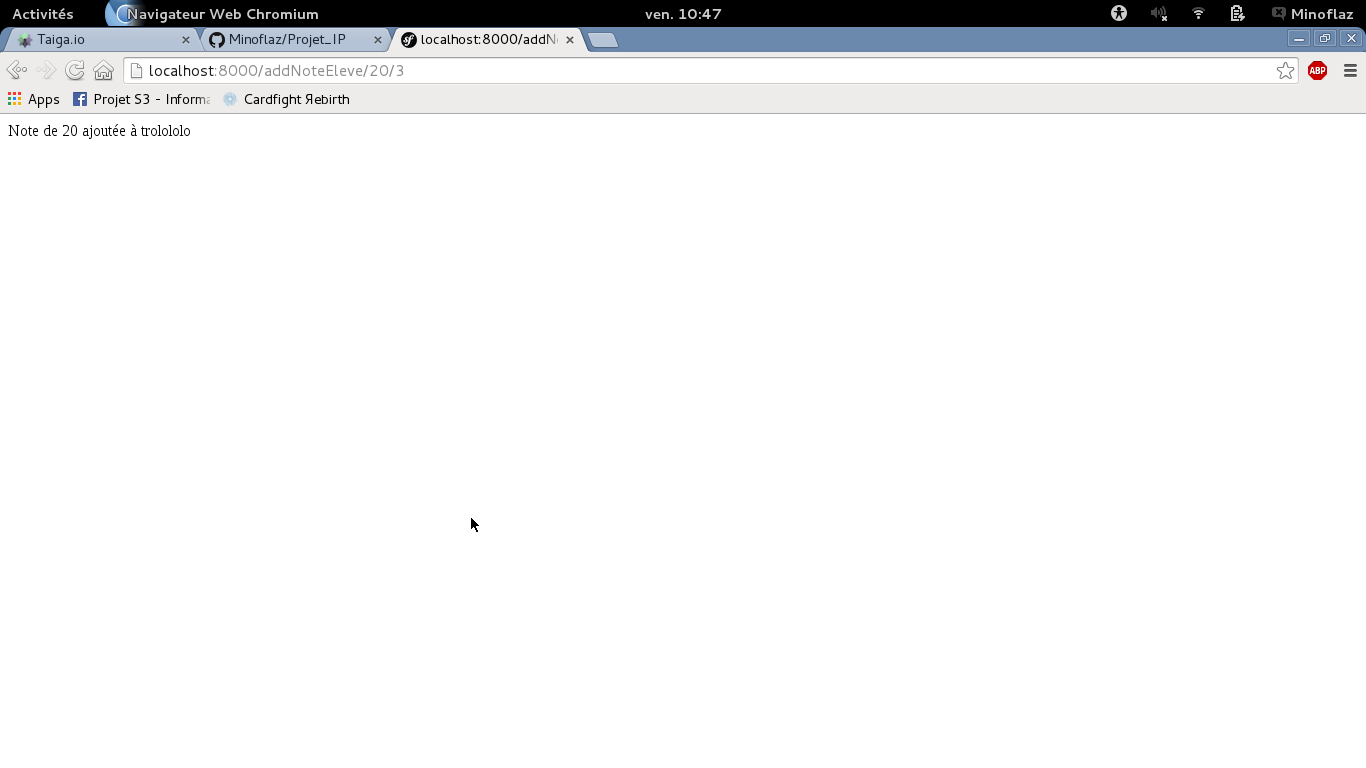 Activités Navigateur Web Chromium ven. 10:47 Minoflaz
Taiga.io Minoflaz/Projet_IP localhost:8000/addN
localhost:8000/addNoteEleve/20/3 ABP
Apps Projet S3 - Informa Cardfight Яebirth
Note de 20 ajoutée à trolololo